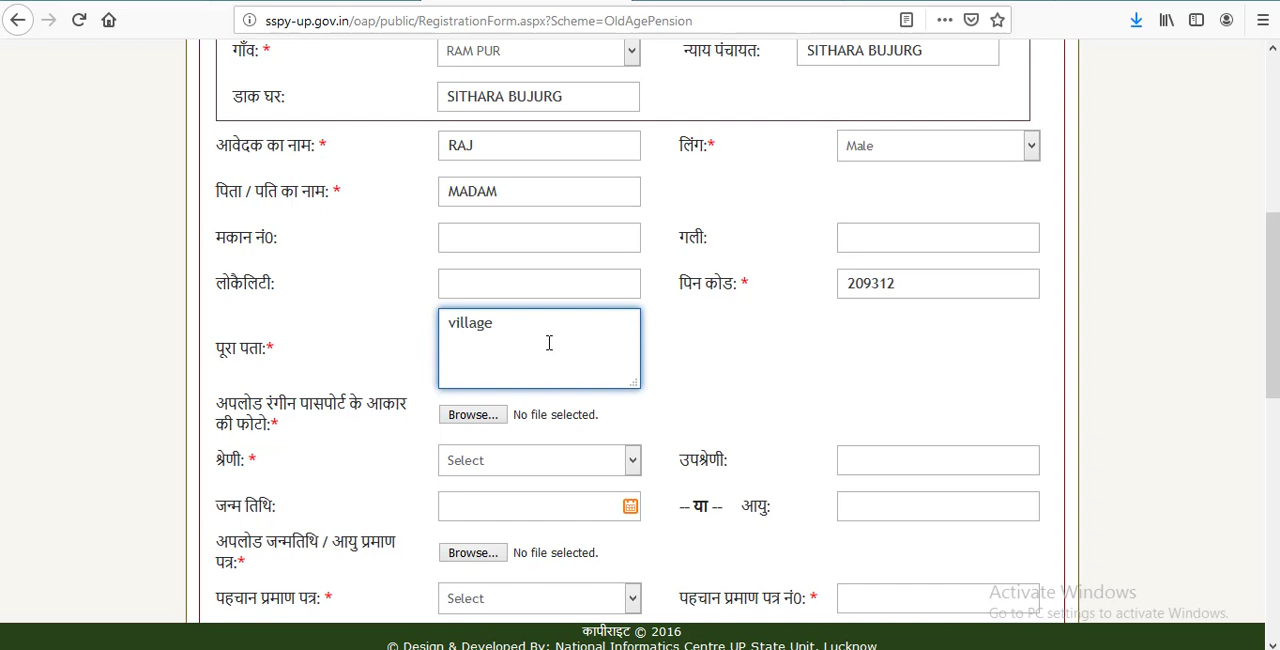 sspy-up.gov.in/oap/public/RegistrationForm.aspx?Scheme=OldAgePension
गाँव: * RAM PUR न्याय पंचायत: SITHARA BUJURG
डाक घर: SITHARA BUJURG
आवेदक का नाम: * RAJ लिंग:* Male
पिता / पति का नाम: * MADAM
मकान नं0: गली:
लोकैलिटी: पिन कोड: * 209312
village
पूरा पता:*
अपलोड रंगीन पासपोर्ट के आकार
की फोटो:*
Browse... No file selected.
श्रेणी: * Select उपश्रेणी:
जन्म तिथि: -- या -- आयु:
अपलोड जन्मतिथि / आयु प्रमाण
पत्र:*
Browse... No file selected.
पहचान प्रमाण पत्र: * Select पहचान प्रमाण पत्र नं0: *
Activate Windows
Go to PC settings to activate Windows.
कापीराइट © 2016
© Design & Developed By: National Informatics Centre UP State Unit, Lucknow